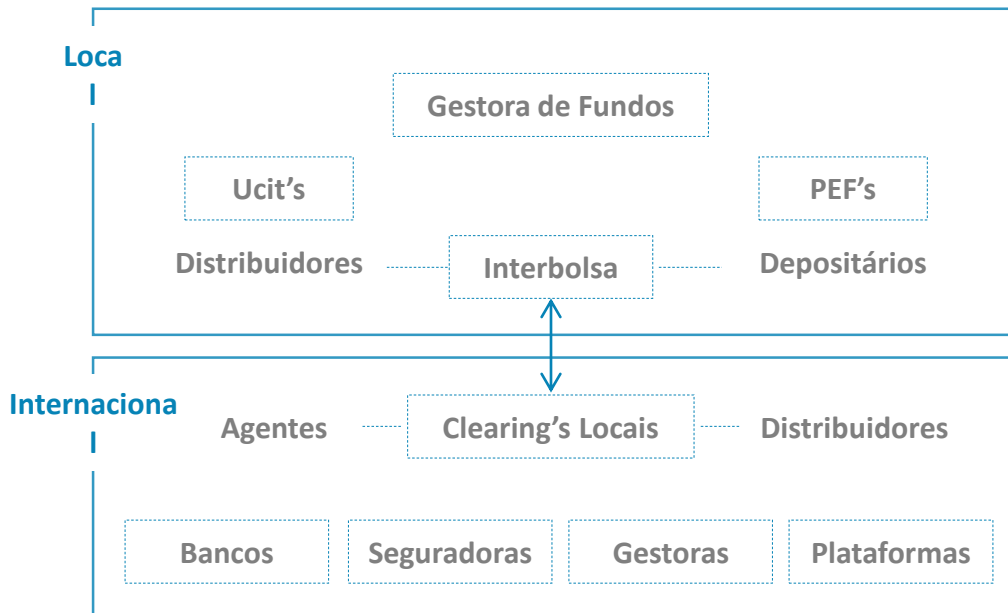 Loca
l
Gestora de Fundos
Ucit's
PEF's
Distribuidores
Interbolsa
Depositários
Internaciona
l
Agentes
Clearing's Locais
Distribuidores
Bancos
Seguradoras
Gestoras
Plataformas